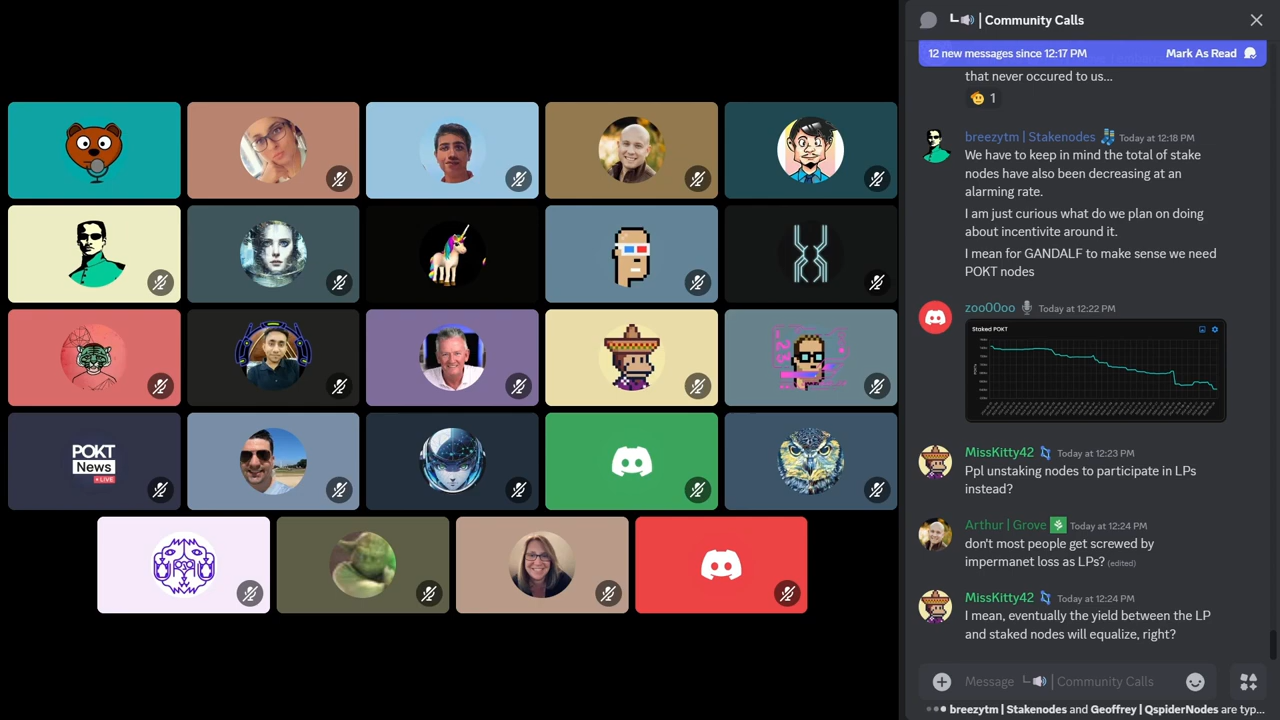 Community Calls
12 new messages since 12:17 PM Mark As Read
that never occured to us...
1
breezytm | Stakenodes Today at 12:18 PM
We have to keep in mind the total of stake
nodes have also been decreasing at an
alarming rate.
I am just curious what do we plan on doing
about incentivite around it.
I mean for GANDALF to make sense we need
POKT nodes
zoo00oo Today at 12:22 PM
Staked POKT
MissKitty42 Today at 12:23 PM
Ppl unstaking nodes to participate in LPs
instead?
Arthur | Grove Today at 12:24 PM
don't most people get screwed by
impermanet loss as LPs? (edited)
MissKitty42 Today at 12:24 PM
I mean, eventually the yield between the LP
and staked nodes will equalize, right?
Message Community Calls
breezytm | Stakenodes and Geoffrey | QspiderNodes are typ...
POKT
News
LIVE